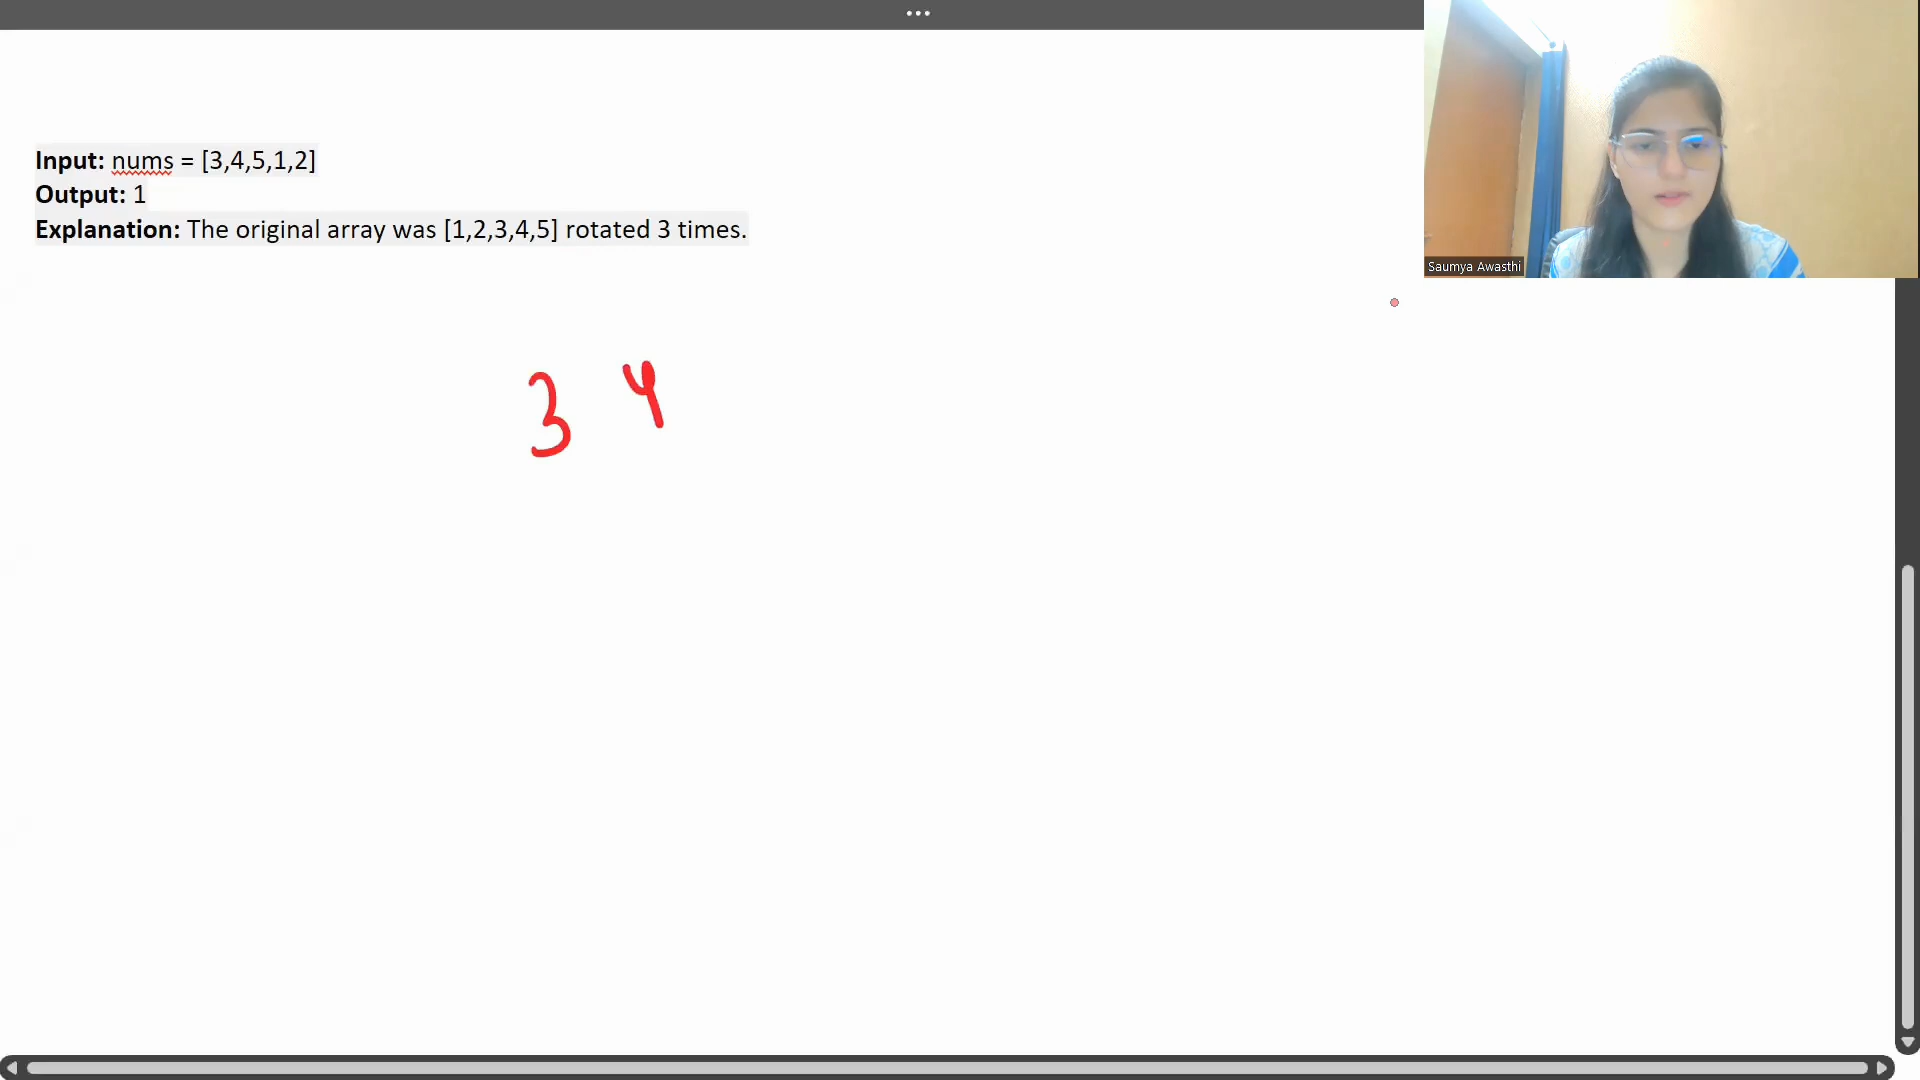 Input: nums = [3,4,5,1,2]
Output: 1
Explanation: The original array was [1,2,3,4,5] rotated 3 times.
Saumya Awasthi
3 4